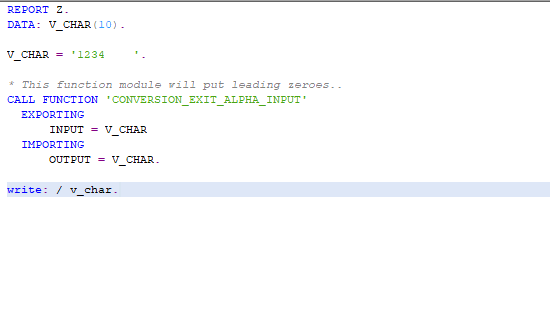 REPORT Z.
DATA: V_CHAR(10).
V_CHAR = '1234    '.
* This function module will put leading zeroes..
CALL FUNCTION 'CONVERSION_EXIT_ALPHA_INPUT'
EXPORTING
INPUT = V_CHAR
IMPORTING
OUTPUT = V_CHAR.
write: / v_char.